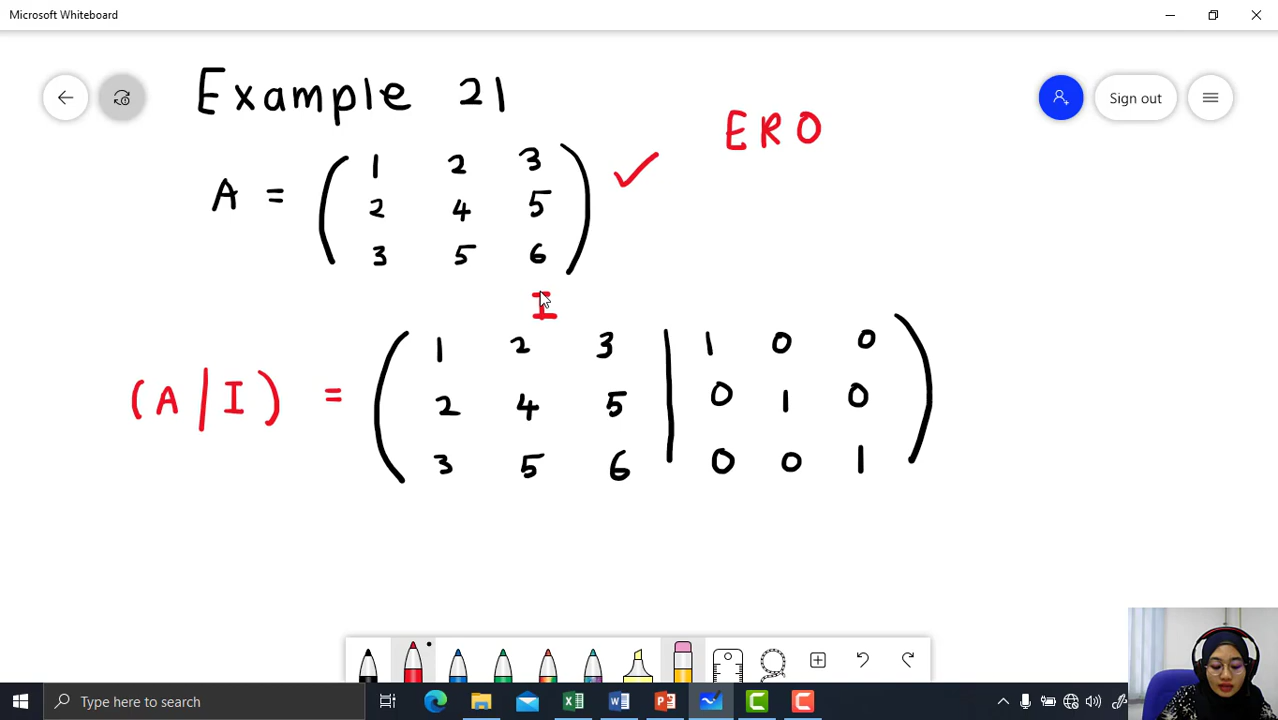 Microsoft Whiteboard
Example 21
E R O
Sign out
A = ( 1 2 3
2 4 5
3 5 6 ) ✓
I
(A | I) = ( 1 2 3 | 1 0 0
2 4 5 | 0 1 0
3 5 6 | 0 0 1 )
Type here to search